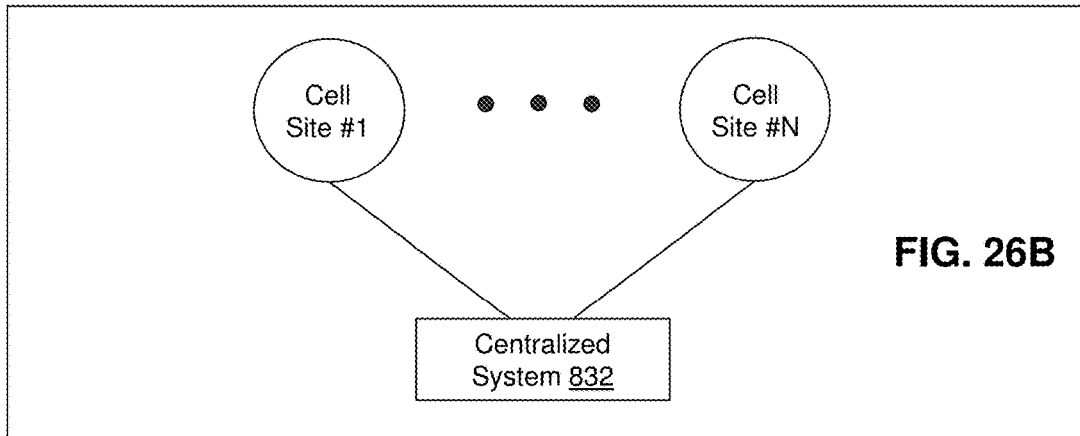 Cell
Site #1
Cell
Site #N
FIG. 26B
Centralized
System 832